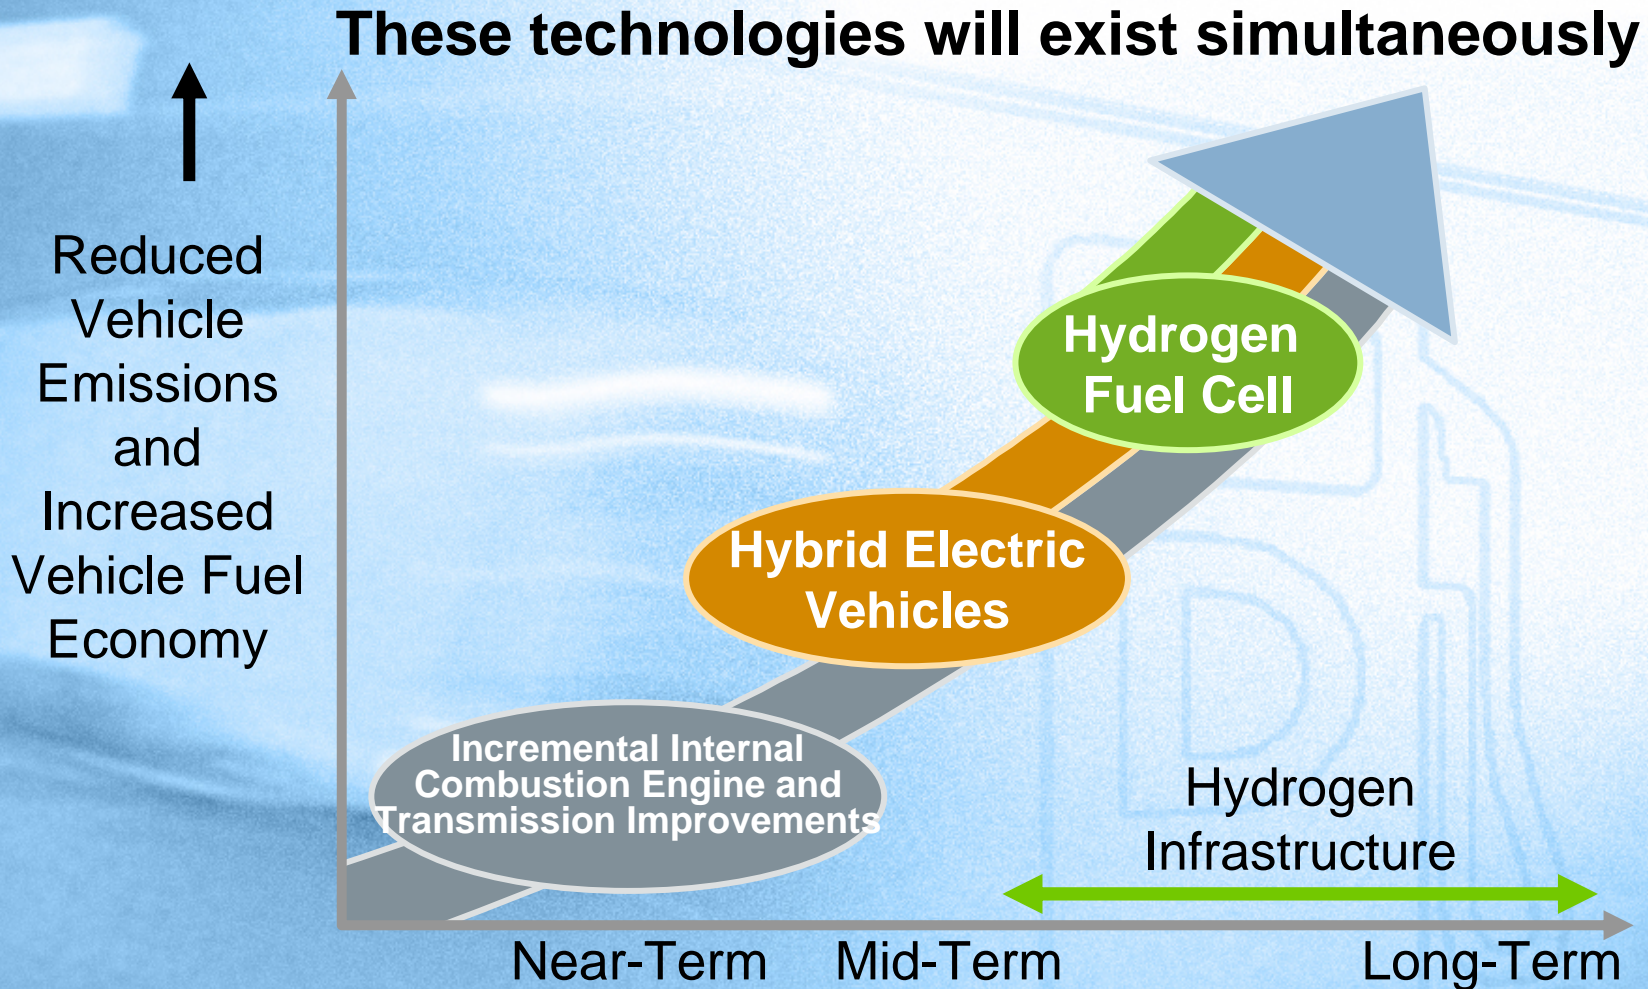 These technologies will exist simultaneously
Reduced
Vehicle
Emissions
and
Increased
Vehicle Fuel
Economy
Hydrogen
Fuel Cell
Hybrid Electric
Vehicles
Incremental Internal
Combustion Engine and
Transmission Improvements
Hydrogen
Infrastructure
Near-Term
Mid-Term
Long-Term